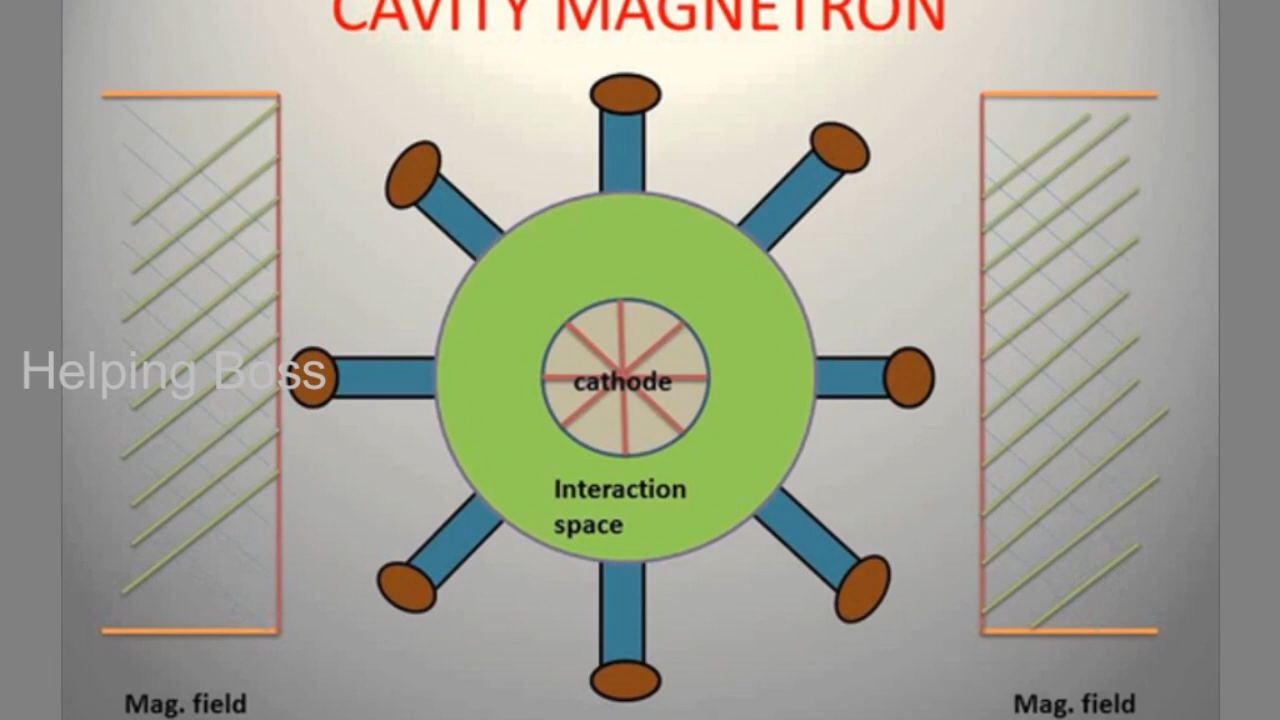 CAVITY MAGNETRON
Helping Boss
cathode
Interaction
space
Mag. field
Mag. field